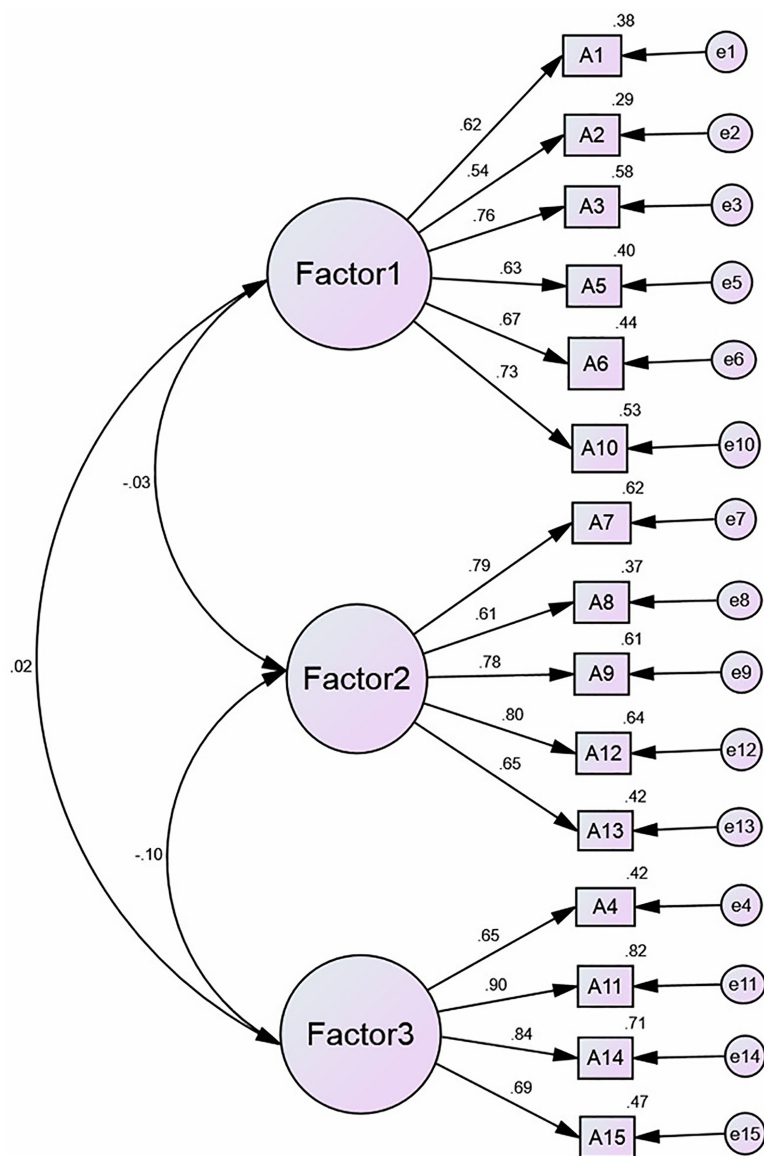 .38
A1
e1
.62
.29
A2
e2
.54
.58
A3
e3
.76
.40
A5
e5
.63
.44
A6
e6
.67
.53
A10
e10
.73
Factor1
-.03
.62
A7
e7
.79
.37
A8
e8
.61
.61
A9
e9
.78
.64
A12
e12
.80
.42
A13
e13
.65
Factor2
.02
-.10
.42
A4
e4
.65
.82
A11
e11
.90
.71
A14
e14
.84
.47
A15
e15
.69
Factor3